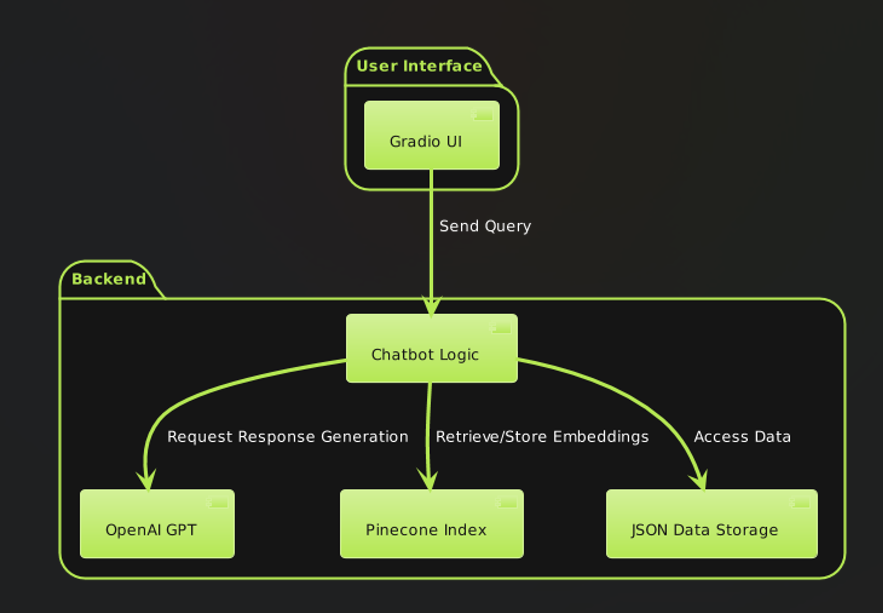 User Interface
Gradio UI
Send Query
Backend
Chatbot Logic
Request Response Generation
Retrieve/Store Embeddings
Access Data
OpenAI GPT
Pinecone Index
JSON Data Storage